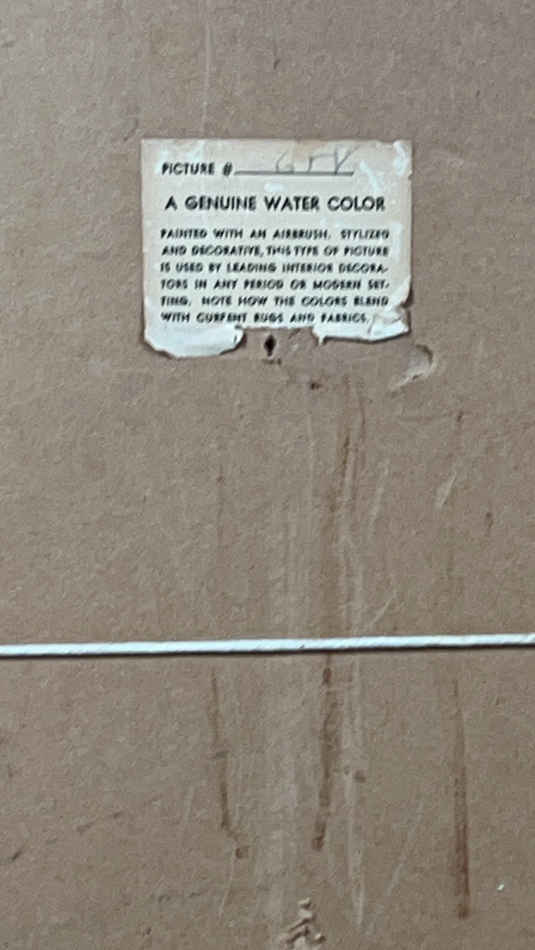 PICTURE #
A GENUINE WATER COLOR
PAINTED WITH AN AIRBRUSH. STYLIZED
AND DECORATIVE, THIS TYPE OF PICTURE
IS USED BY LEADING INTERIOR DECORA-
TORS IN ANY PERIOD OR MODERN SET-
TING. NOTE HOW THE COLORS BLEND
WITH CURRENT RUGS AND FABRICS.